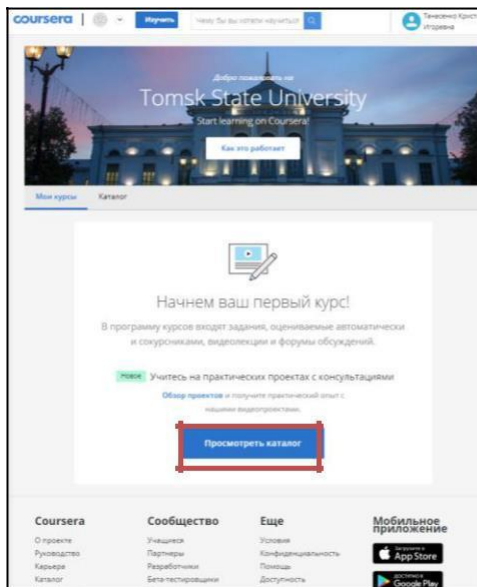 coursera
Изучить
Чему бы вы хотели научиться
Игоревна
Добро пожаловать на
Tomsk State University
Start learning on Coursera!
Как это работает
Мои курсы Каталог
Начнем ваш первый курс!
В программу курсов входят задания, оцениваемые автоматически
и сокурсниками, видеолекции и форумы обсуждений.
Новое Учитесь на практических проектах с консультациями
Обзор проектов и получите практический опыт с
нашими видеопроектами.
Просмотреть каталог
Coursera Сообщество Еще Мобильное
приложение
О проекте Учащиеся Условия
Руководство Партнеры Конфиденциальность
Загрузите в
App Store
Карьера Разработчики Помощь
Каталог Бета-тестировщики Доступность
ДОСТУПНО В
Google Play